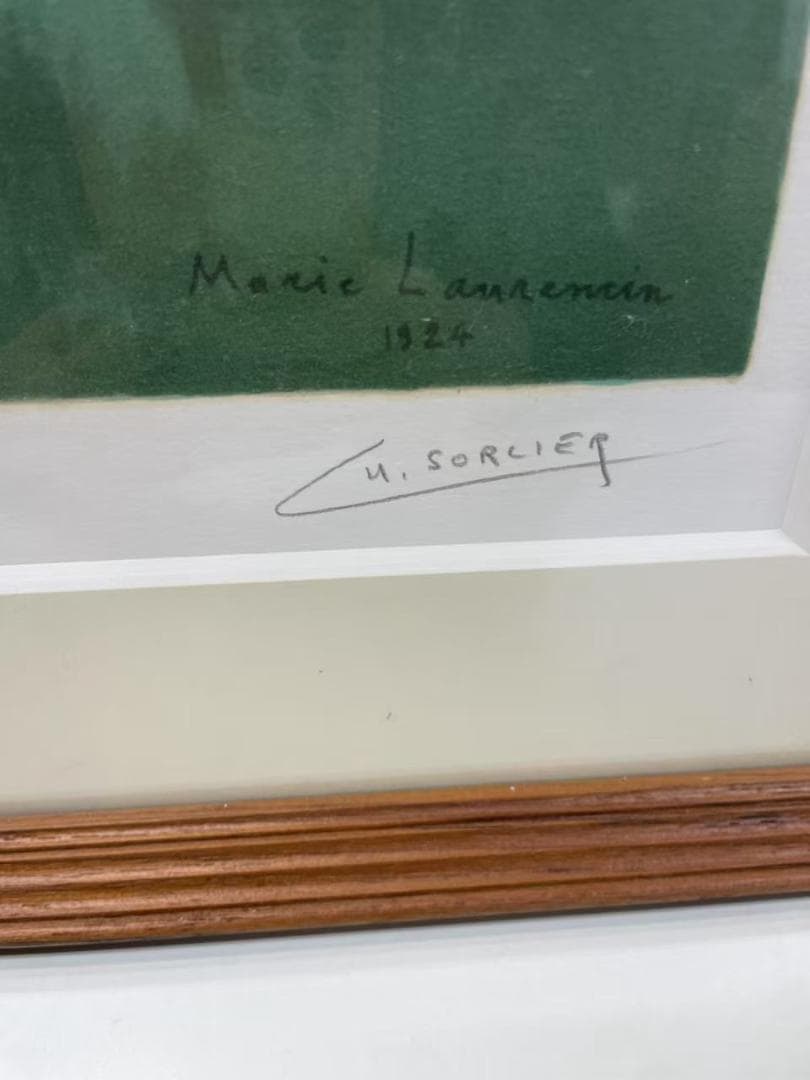 Marie Laurencin
1924
CH. SORLIER